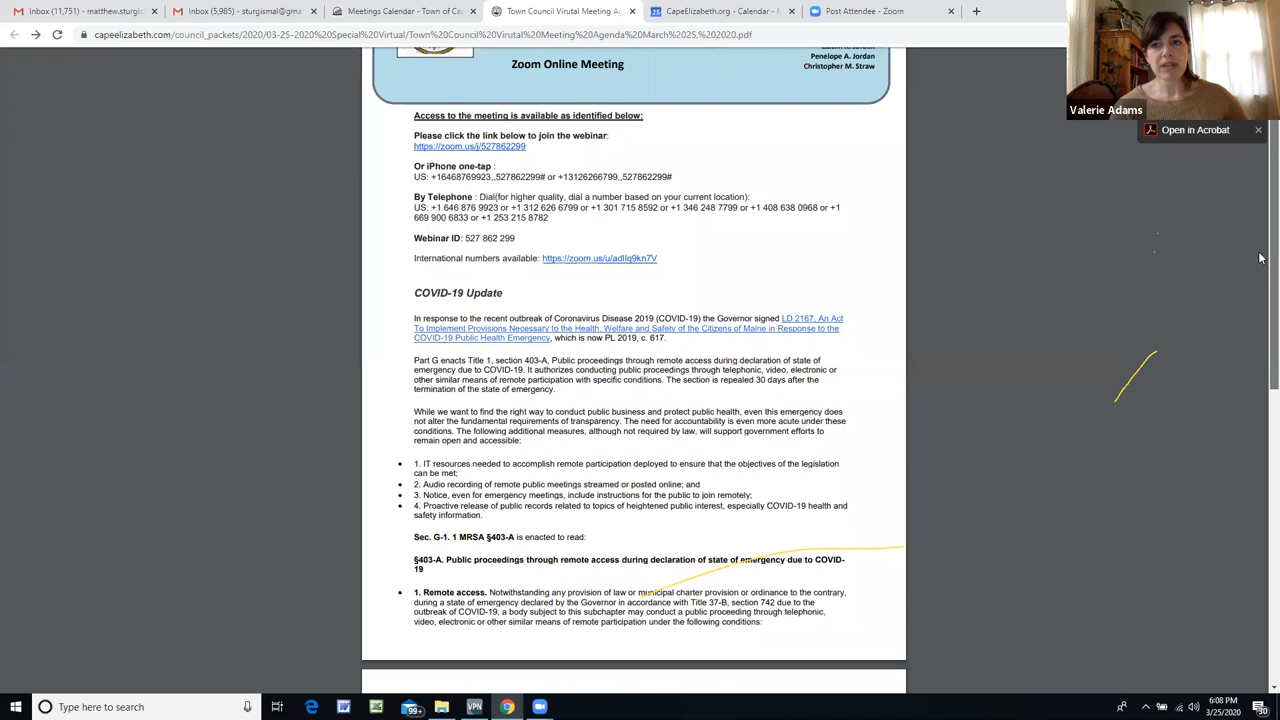 Inbox (1,751) - matthew.sturgis
Inbox (5,985) - sturgismal@gma
Meetings Calendar - Town of Ca
Town Council Virtual Meeting A
CapeElizabeth.org - Calendar - M
Post Attendee - Zoom
capeelizabeth.com/council_packets/2020/03-25-2020%20Special%20Virtual/Town%20Council%20Virutal%20Meeting%20Agenda%20March%2025,%202020.pdf
Zoom Online Meeting
Penelope A. Jordan
Christopher M. Straw
Valerie Adams
Open in Acrobat
Access to the meeting is available as identified below:
Please click the link below to join the webinar:
https://zoom.us/j/527862299
Or iPhone one-tap :
US: +16468769923,,527862299# or +13126266799,,527862299#
By Telephone : Dial(for higher quality, dial a number based on your current location):
US: +1 646 876 9923 or +1 312 626 6799 or +1 301 715 8592 or +1 346 248 7799 or +1 408 638 0968 or +1
669 900 6833 or +1 253 215 8782
Webinar ID: 527 862 299
International numbers available: https://zoom.us/u/adIIq9kn7V
COVID-19 Update
In response to the recent outbreak of Coronavirus Disease 2019 (COVID-19) the Governor signed LD 2167, An Act
To Implement Provisions Necessary to the Health, Welfare and Safety of the Citizens of Maine in Response to the
COVID-19 Public Health Emergency, which is now PL 2019, c. 617.
Part G enacts Title 1, section 403-A, Public proceedings through remote access during declaration of state of
emergency due to COVID-19. It authorizes conducting public proceedings through telephonic, video, electronic or
other similar means of remote participation with specific conditions. The section is repealed 30 days after the
termination of the state of emergency.
While we want to find the right way to conduct public business and protect public health, even this emergency does
not alter the fundamental requirements of transparency. The need for accountability is even more acute under these
conditions. The following additional measures, although not required by law, will support government efforts to
remain open and accessible:
1. IT resources needed to accomplish remote participation deployed to ensure that the objectives of the legislation
can be met;
2. Audio recording of remote public meetings streamed or posted online; and
3. Notice, even for emergency meetings, include instructions for the public to join remotely;
4. Proactive release of public records related to topics of heightened public interest, especially COVID-19 health and
safety information.
Sec. G-1. 1 MRSA §403-A is enacted to read:
§403-A. Public proceedings through remote access during declaration of state of emergency due to COVID-
19
1. Remote access. Notwithstanding any provision of law or municipal charter provision or ordinance to the contrary,
during a state of emergency declared by the Governor in accordance with Title 37-B, section 742 due to the
outbreak of COVID-19, a body subject to this subchapter may conduct a public proceeding through telephonic,
video, electronic or other similar means of remote participation under the following conditions:
Type here to search
99+
VPN
6:08 PM
3/25/2020
30